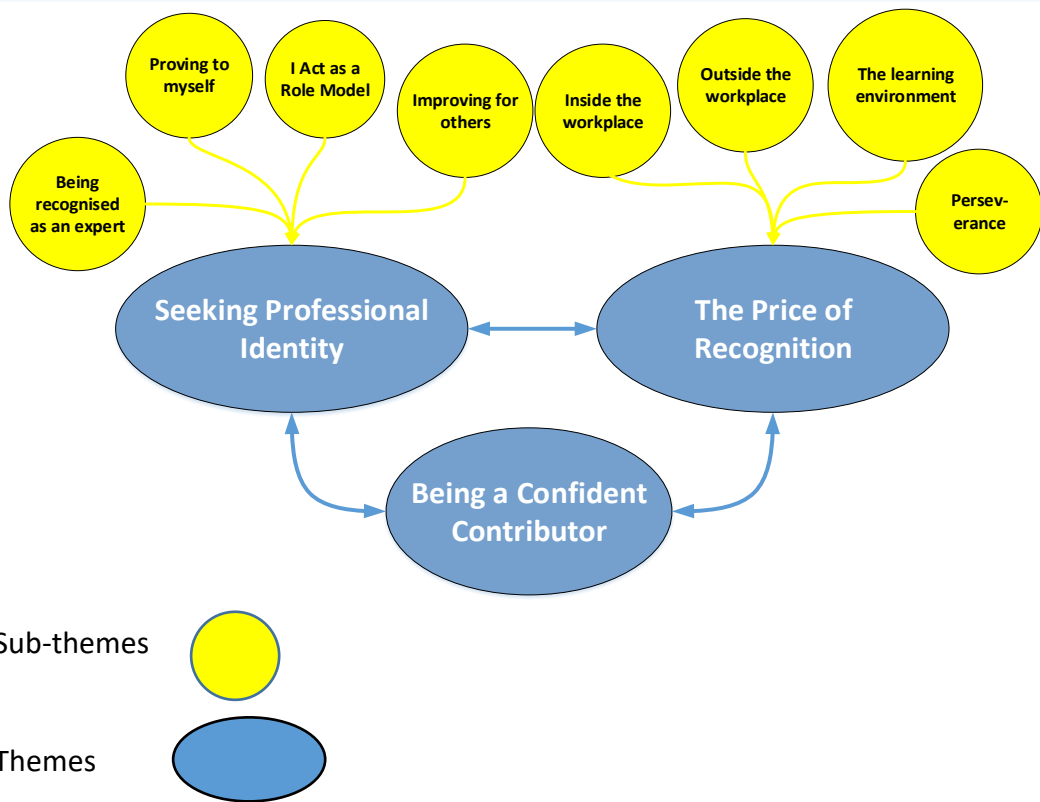 Proving to
myself
I Act as a
Role Model
Improving for
others
Inside the
workplace
Outside the
workplace
The learning
environment
Being
recognised
as an expert
Persev-
erance
Seeking Professional
Identity
The Price of
Recognition
Being a Confident
Contributor
Sub-themes
Themes